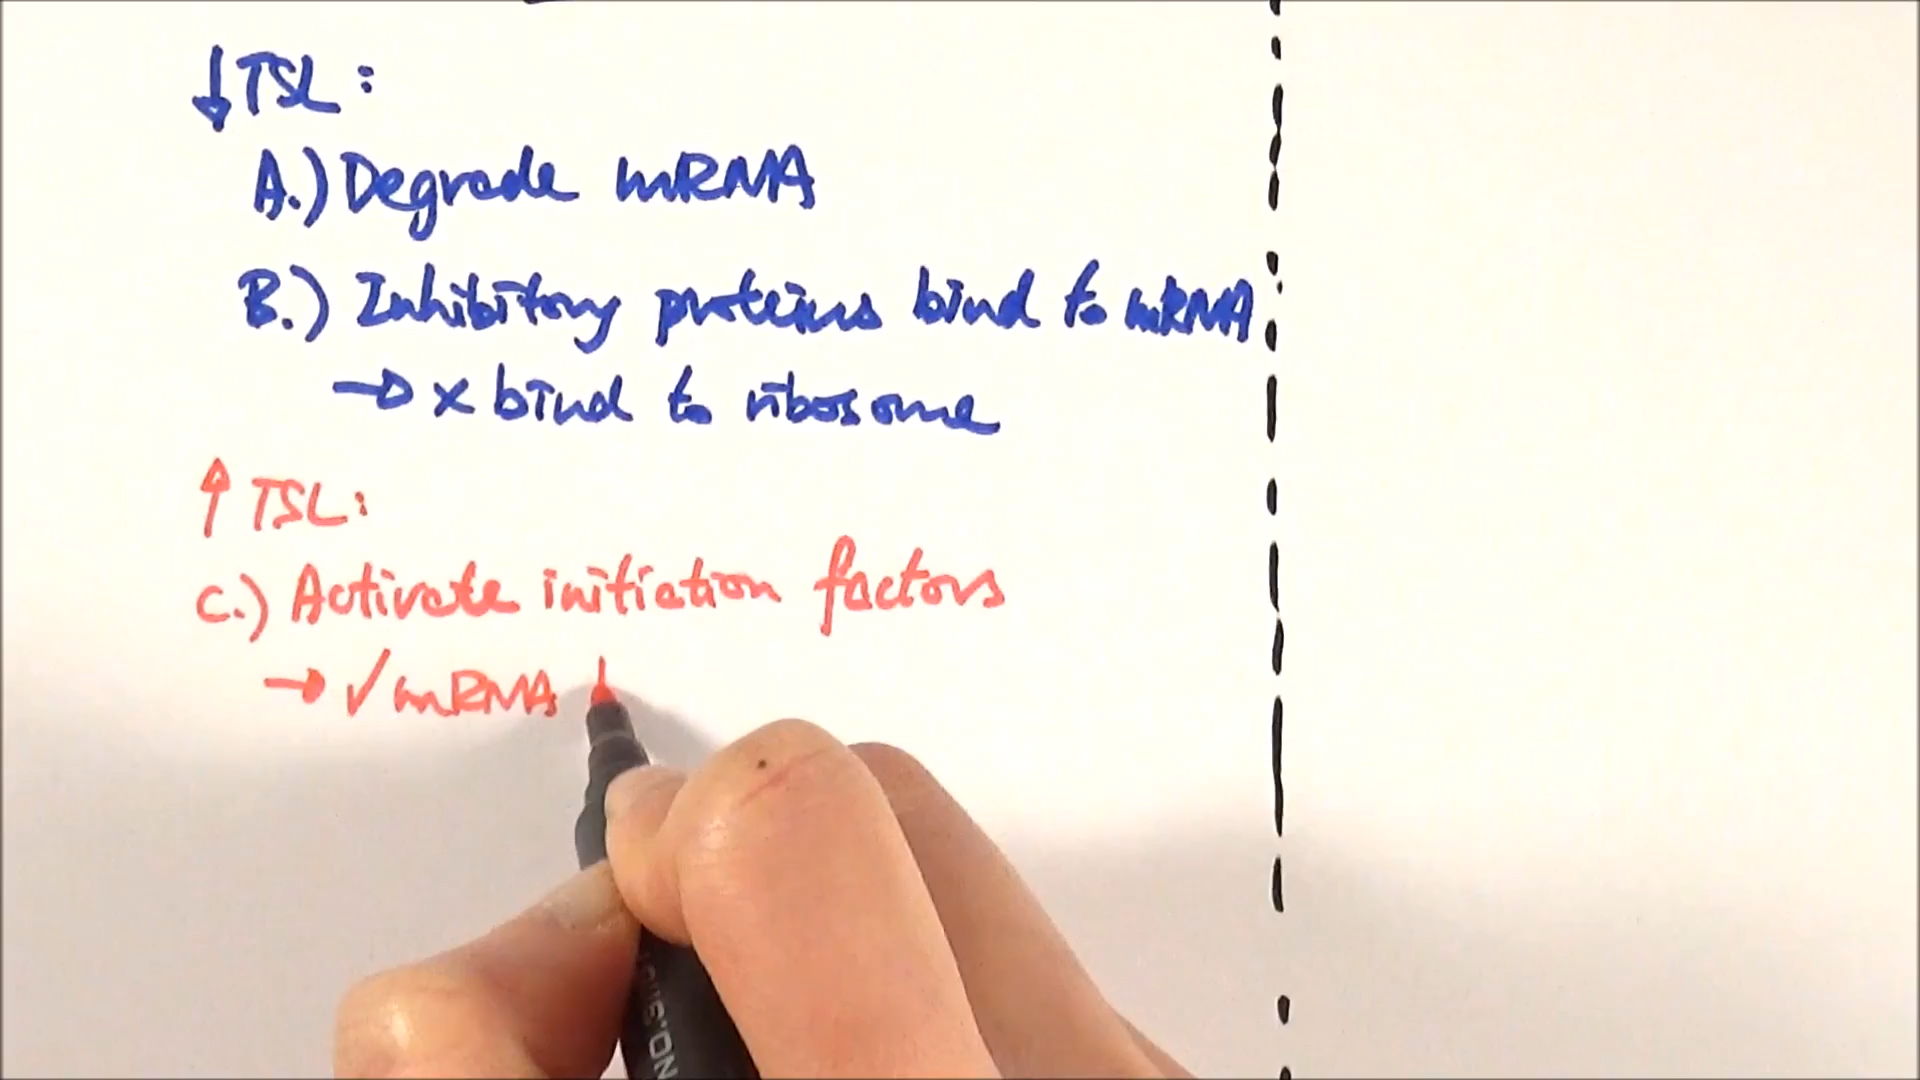 ↓ TSL:
A.) Degrade mRNA
B.) Inhibitory proteins bind to mRNA
→ x bind to ribosome
↑ TSL:
C.) Activate initiation factors
→ ✓ mRNA